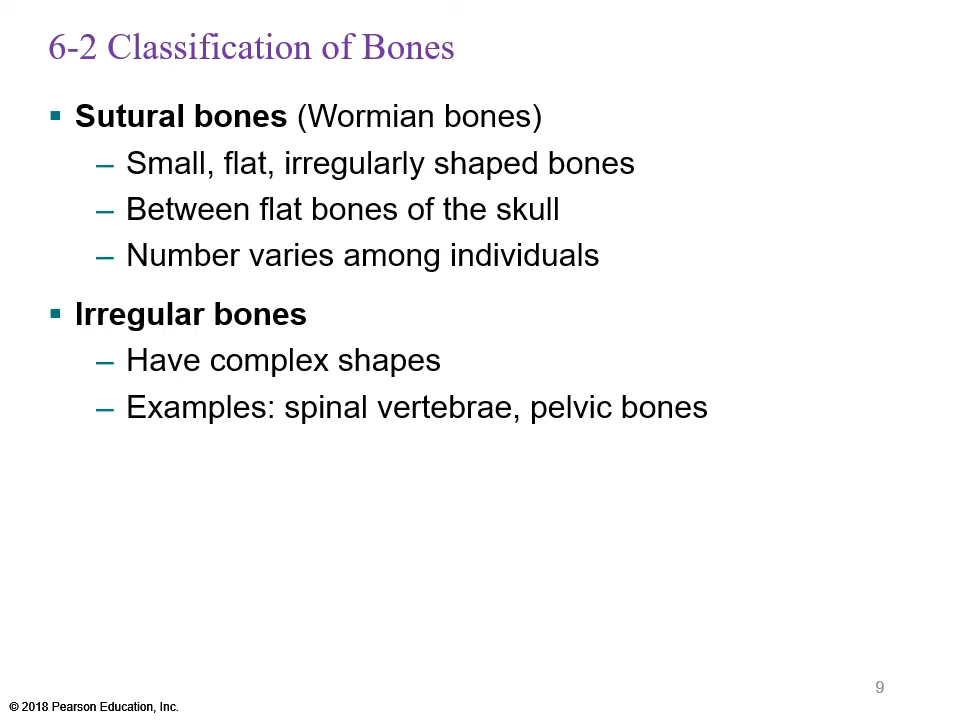 6-2 Classification of Bones
▪ Sutural bones (Wormian bones)
– Small, flat, irregularly shaped bones
– Between flat bones of the skull
– Number varies among individuals
▪ Irregular bones
– Have complex shapes
– Examples: spinal vertebrae, pelvic bones
9
© 2018 Pearson Education, Inc.